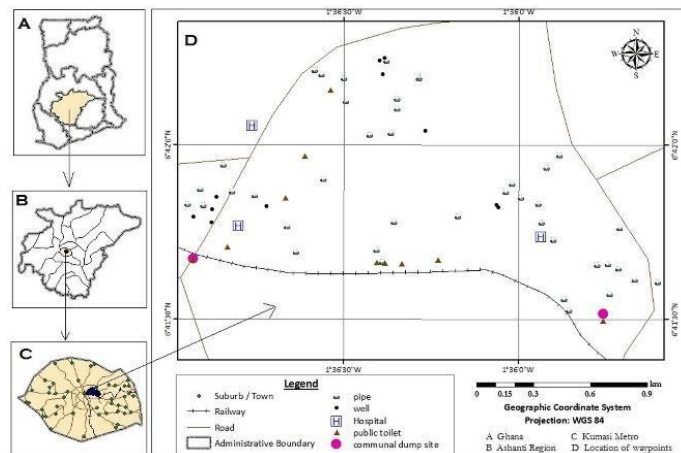 A
B
C
D
1°36'30"W
1°36'0"W
N
W
E
S
6°42'0"N
6°42'0"N
6°41'30"N
6°41'30"N
H
H
H
1°36'30"W
1°36'0"W
Legend
Suburb / Town
Railway
Road
Administrative Boundary
pipe
well
H Hospital
public toilet
communal dump site
km
0 0.15 0.3 0.6 0.9
Geographic Coordinate System
Projection: WGS 84
A Ghana C Kumasi Metro
B Ashanti Region D Location of waypoints